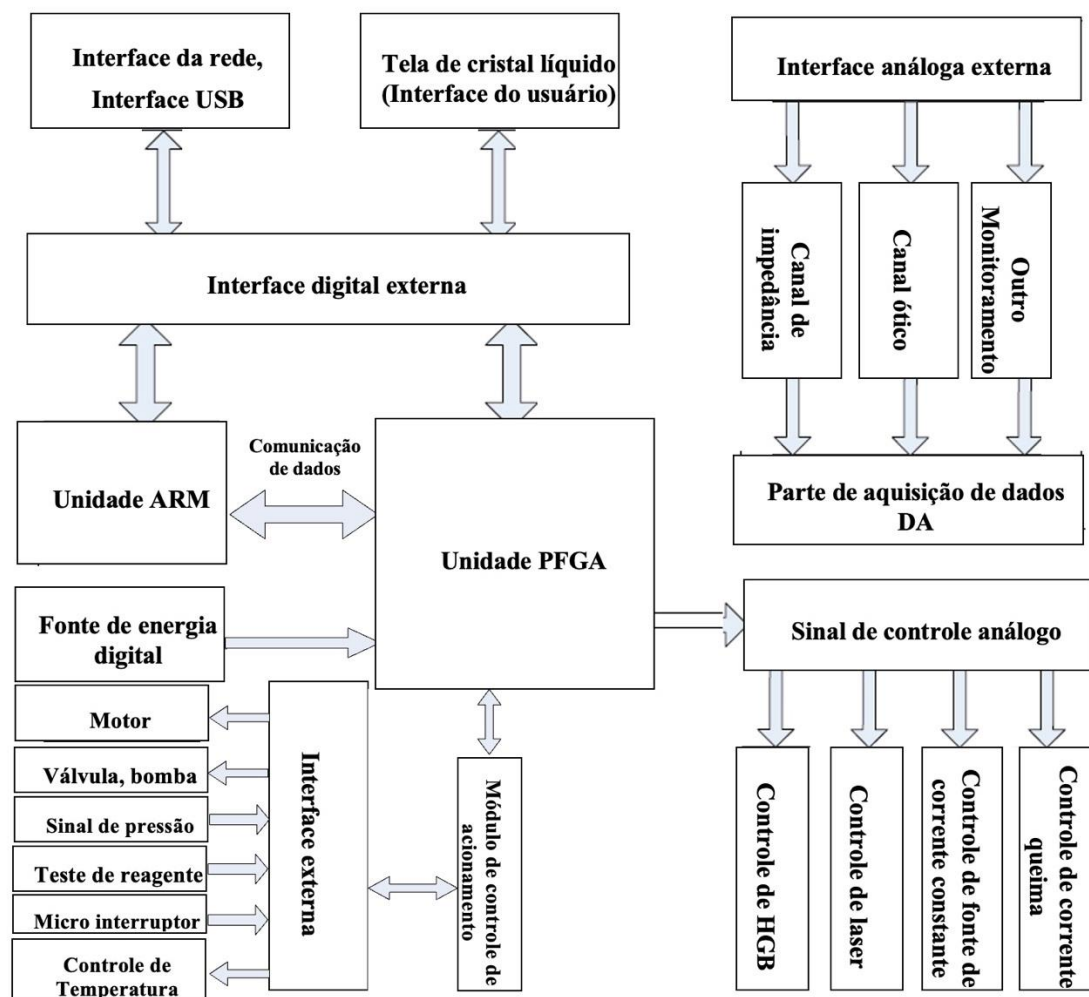 Interface da rede,
Interface USB
Tela de cristal líquido
(Interface do usuário)
Interface análoga externa
Interface digital externa
Canal de
impedância
Canal ótico
Outro
Monitoramento
Unidade ARM
Comunicação
de dados
Unidade PFGA
Parte de aquisição de dados
DA
Fonte de energia
digital
Sinal de controle análogo
Motor
Válvula, bomba
Sinal de pressão
Teste de reagente
Micro interruptor
Controle de
Temperatura
Interface externa
Módulo de controle de
acionamento
Controle de HGB
Controle de laser
Controle de fonte de
corrente constante
Controle de corrente
queima